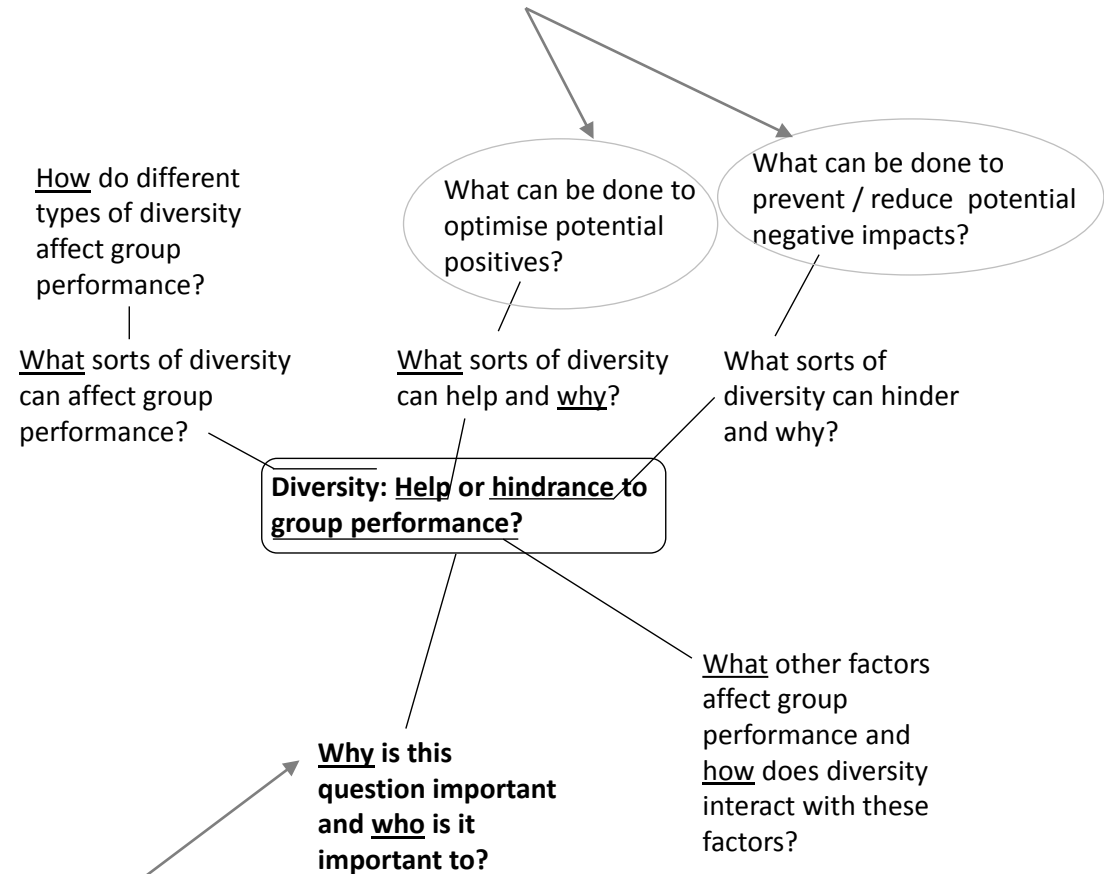 How do different
types of diversity
affect group
performance?
What can be done to
optimise potential
positives?
What can be done to
prevent / reduce  potential
negative impacts?
What sorts of diversity
can affect group
performance?
What sorts of diversity
can help and why?
What sorts of
diversity can hinder
and why?
Diversity: Help or hindrance to
group performance?
Why is this
question important
and who is it
important to?
What other factors
affect group
performance and
how does diversity
interact with these
factors?